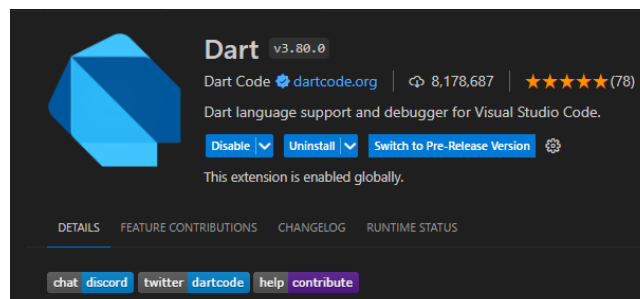 Dart v3.80.0
Dart Code dartcode.org 8,178,687 (78)
Dart language support and debugger for Visual Studio Code.
Disable Uninstall Switch to Pre-Release Version
This extension is enabled globally.
DETAILS FEATURE CONTRIBUTIONS CHANGELOG RUNTIME STATUS
chat discord twitter dartcode help contribute